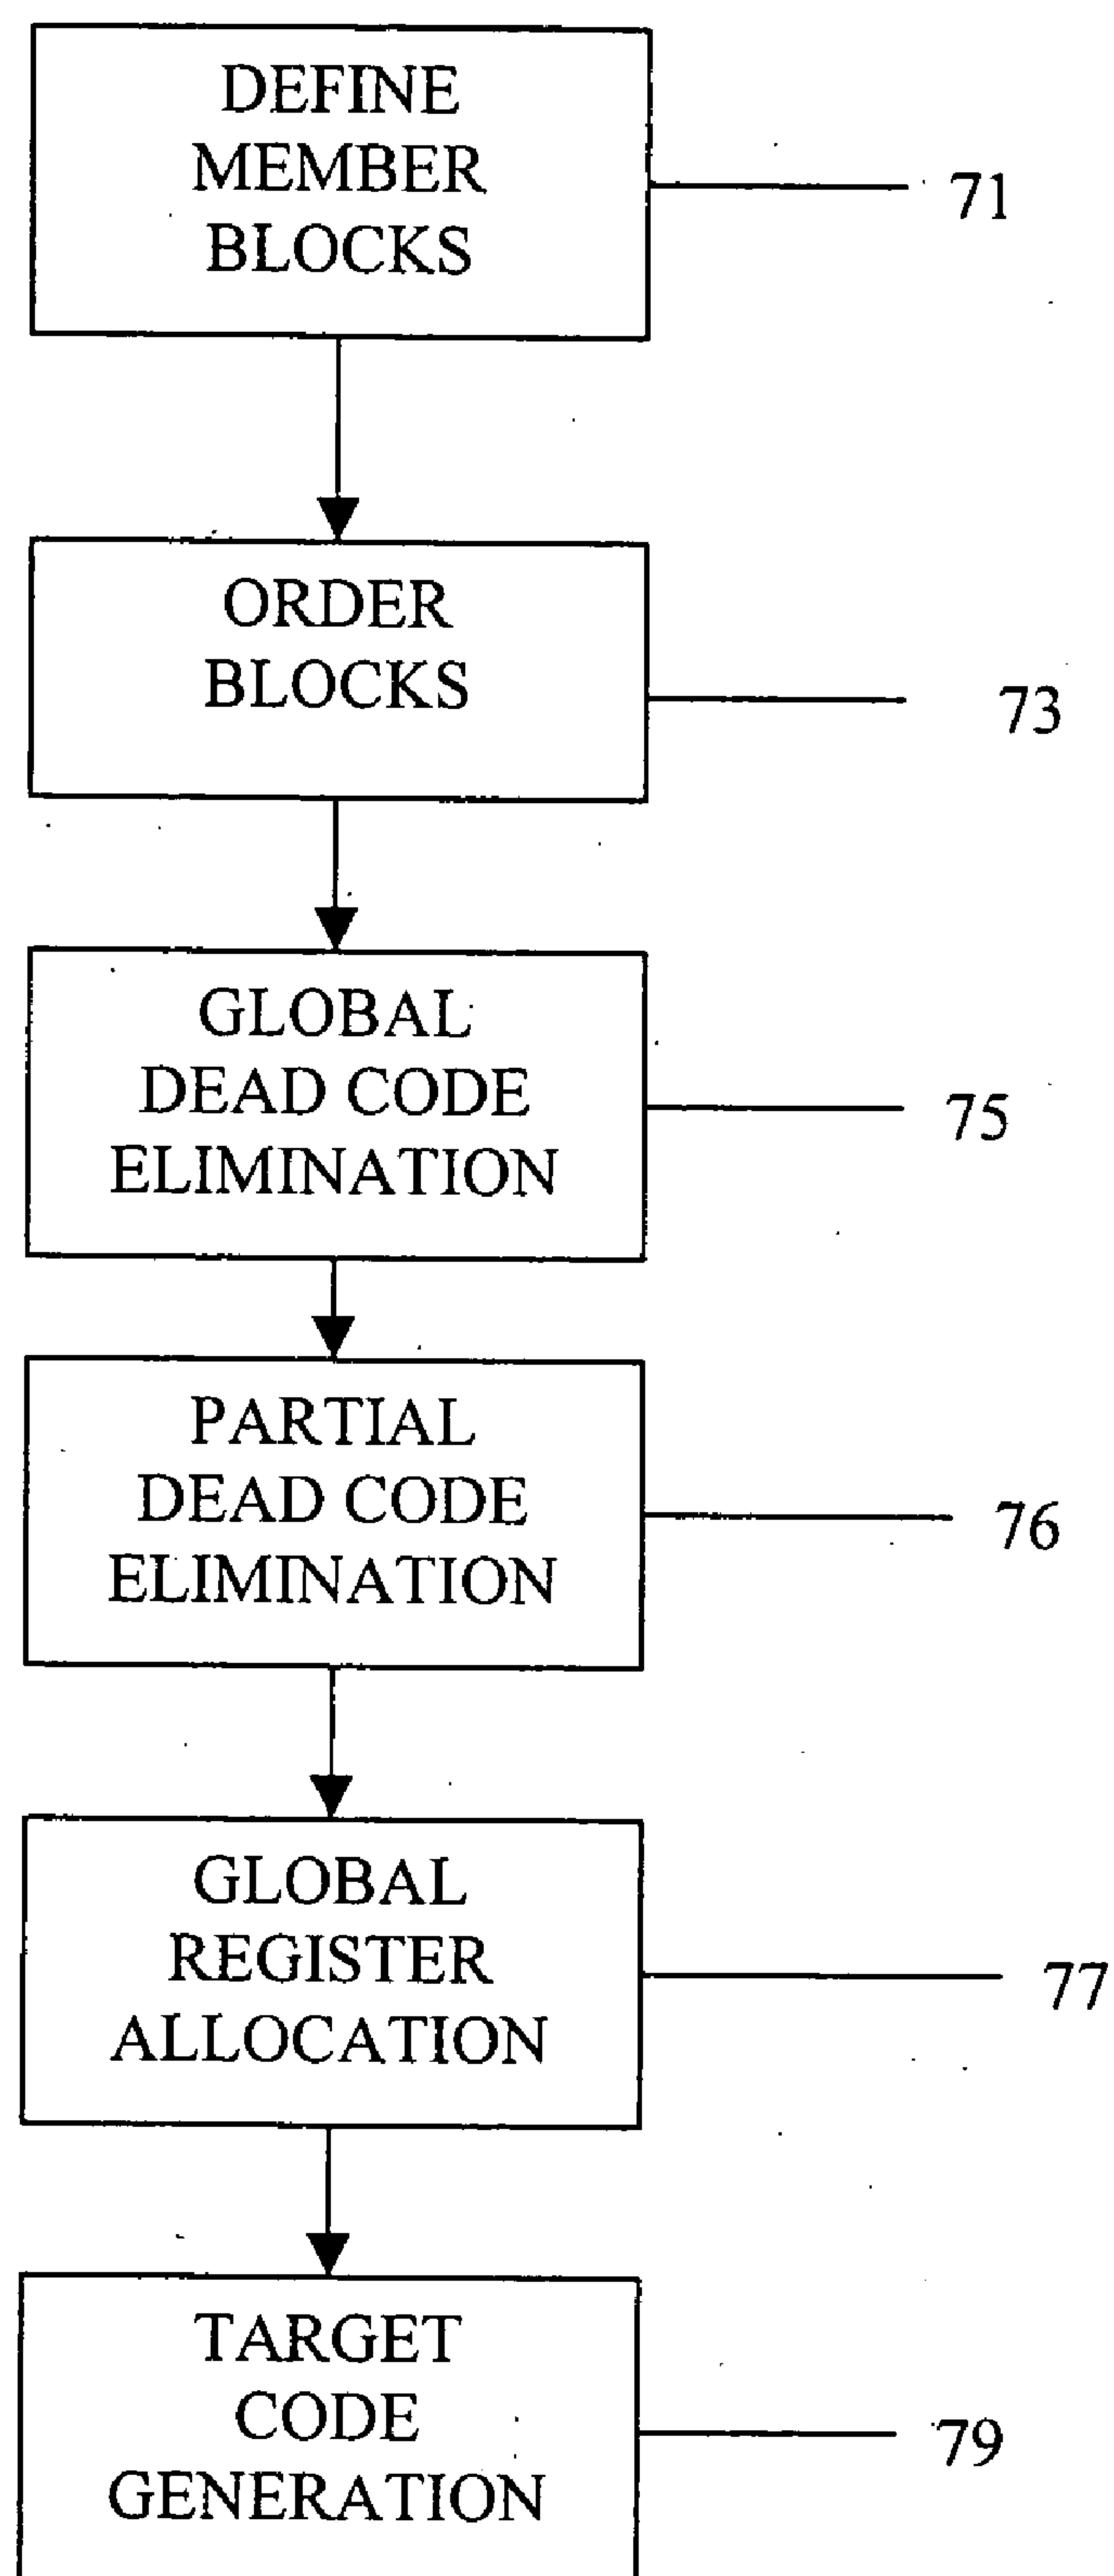 DEFINE
MEMBER
BLOCKS
71
ORDER
BLOCKS
73
GLOBAL
DEAD CODE
ELIMINATION
75
PARTIAL
DEAD CODE
ELIMINATION
76
GLOBAL
REGISTER
ALLOCATION
77
TARGET
CODE
GENERATION
79